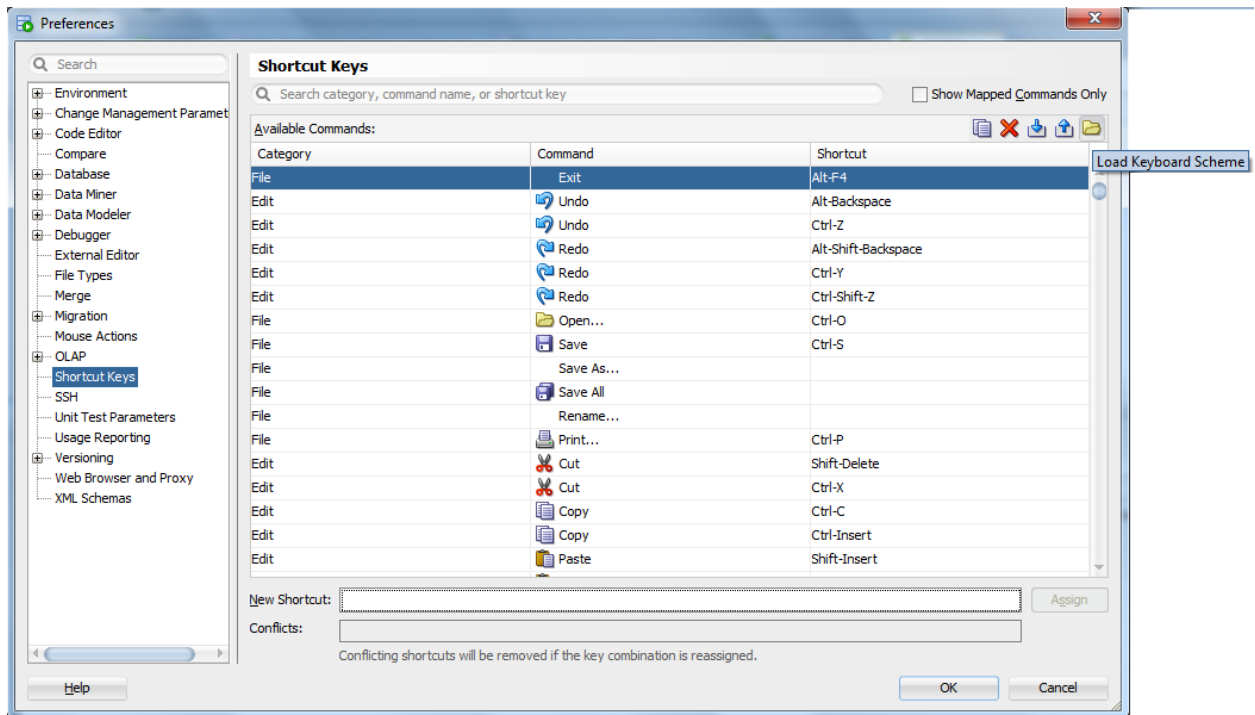 Preferences
x
Search
Environment
Change Management Paramet
Code Editor
Compare
Database
Data Miner
Data Modeler
Debugger
External Editor
File Types
Merge
Migration
Mouse Actions
OLAP
Shortcut Keys
SSH
Unit Test Parameters
Usage Reporting
Versioning
Web Browser and Proxy
XML Schemas
Shortcut Keys
Search category, command name, or shortcut key
Show Mapped Commands Only
Available Commands:
Load Keyboard Scheme
Category Command Shortcut
File Exit Alt-F4
Edit Undo Alt-Backspace
Edit Undo Ctrl-Z
Edit Redo Alt-Shift-Backspace
Edit Redo Ctrl-Y
Edit Redo Ctrl-Shift-Z
File Open... Ctrl-O
File Save Ctrl-S
File Save As...
File Save All
File Rename...
File Print... Ctrl-P
Edit Cut Shift-Delete
Edit Cut Ctrl-X
Edit Copy Ctrl-C
Edit Copy Ctrl-Insert
Edit Paste Shift-Insert
New Shortcut:
Assign
Conflicts:
Conflicting shortcuts will be removed if the key combination is reassigned.
Help
OK
Cancel